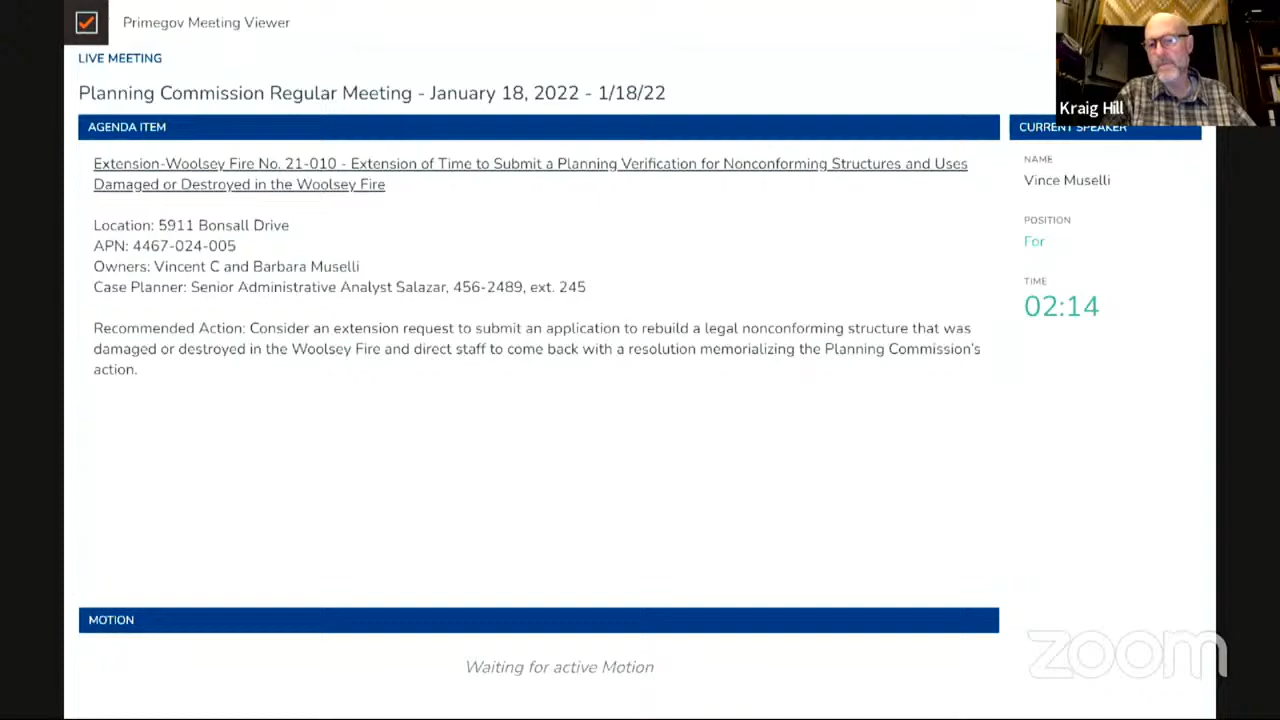 Primegov Meeting Viewer
LIVE MEETING
Planning Commission Regular Meeting - January 18, 2022 - 1/18/22
Kraig Hill
AGENDA ITEM
CURRENT SPEAKER
Extension-Woolsey Fire No. 21-010 - Extension of Time to Submit a Planning Verification for Nonconforming Structures and Uses
Damaged or Destroyed in the Woolsey Fire
Location: 5911 Bonsall Drive
APN: 4467-024-005
Owners: Vincent C and Barbara Muselli
Case Planner: Senior Administrative Analyst Salazar, 456-2489, ext. 245
Recommended Action: Consider an extension request to submit an application to rebuild a legal nonconforming structure that was
damaged or destroyed in the Woolsey Fire and direct staff to come back with a resolution memorializing the Planning Commission's
action.
NAME
Vince Muselli
POSITION
For
TIME
02:14
MOTION
Waiting for active Motion
zoom